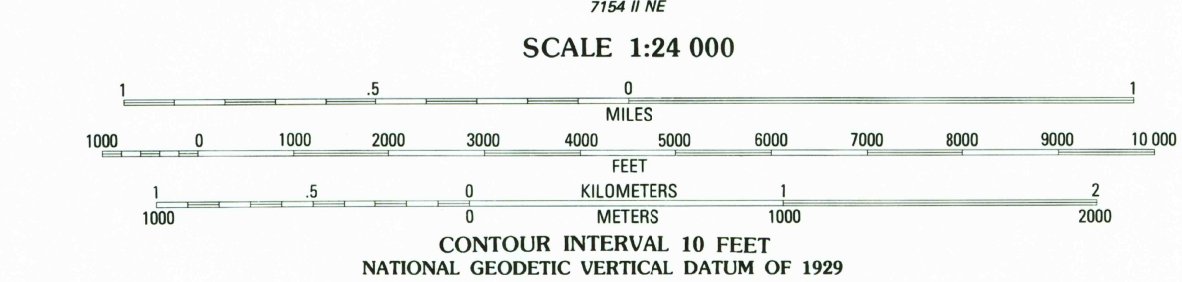 7154 II NE
SCALE 1:24 000
1 .5 0 1
MILES
1000 0 1000 2000 3000 4000 5000 6000 7000 8000 9000 10 000
FEET
1 .5 0 KILOMETERS 1 2
1000 0 METERS 1000 2000
CONTOUR INTERVAL 10 FEET
NATIONAL GEODETIC VERTICAL DATUM OF 1929